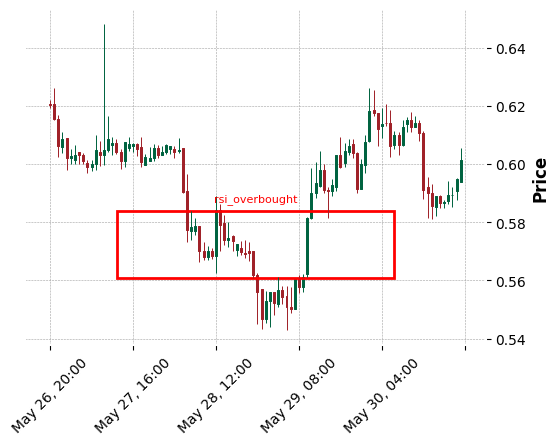 0.64
0.62
0.60
0.58
0.56
0.54
Price
rsi_overbought
May 26, 20:00
May 27, 16:00
May 28, 12:00
May 29, 08:00
May 30, 04:00